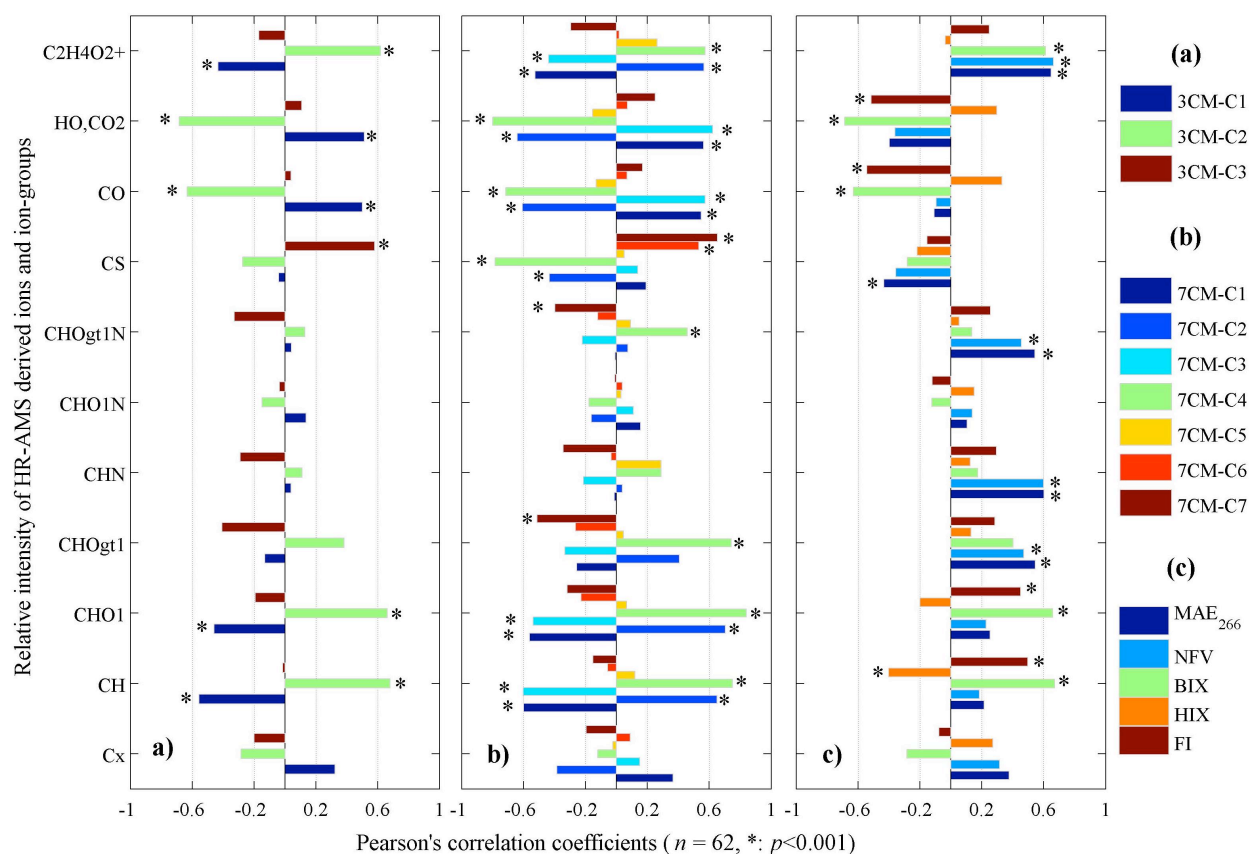 Relative intensity of HR-AMS derived ions and ion-groups
C2H4O2+
HO,CO2
CO
CS
CHOgt1N
CHO1N
CHN
CHOgt1
CHO1
CH
Cx
* *
* *
* *
*
* *
* *
a)
-1 -0.6 -0.2 0.2 0.6 1
* * * *
* * * *
* * * *
* * * *
* *
* *
* * * *
* * * *
b)
-1 -0.6 -0.2 0.2 0.6 1
* * *
* *
* *
*
* *
* *
* *
* *
* * *
c)
-1 -0.6 -0.2 0.2 0.6 1
Pearson's correlation coefficients ( n = 62, *: p<0.001)
(a)
3CM-C1
3CM-C2
3CM-C3
(b)
7CM-C1
7CM-C2
7CM-C3
7CM-C4
7CM-C5
7CM-C6
7CM-C7
(c)
MAE266
NFV
BIX
HIX
FI